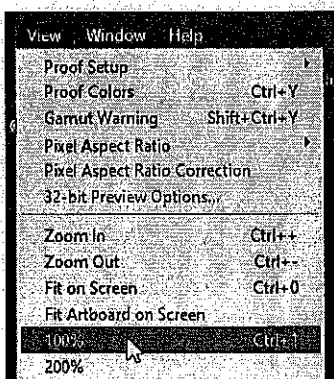 View Window Help
Proof Setup
Proof Colors Ctrl+Y
Gamut Warning Shift+Ctrl+Y
Pixel Aspect Ratio
Pixel Aspect Ratio Correction
32-bit Preview Options...
Zoom In Ctrl++
Zoom Out Ctrl+-
Fit on Screen Ctrl+0
Fit Artboard on Screen
100% Ctrl+1
200%